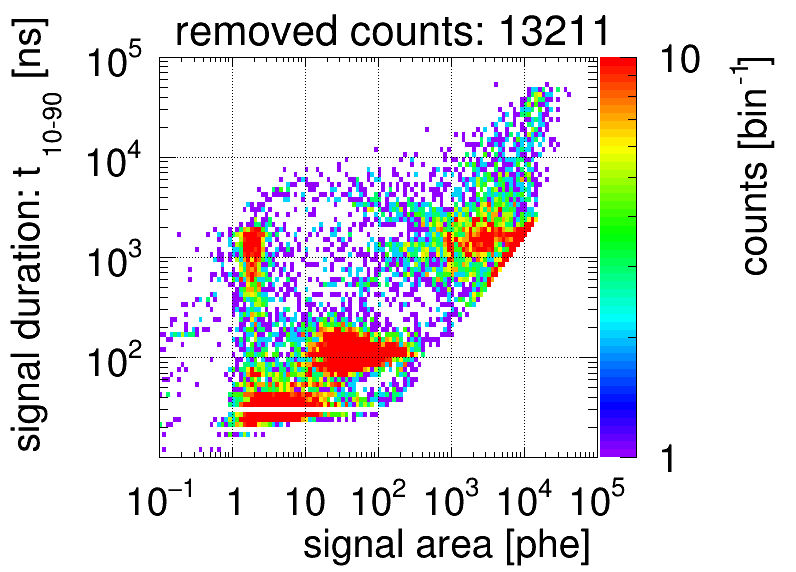 removed counts: 13211
signal duration: t 10-90 [ns]
10^5
10^4
10^3
10^2
10^−1 1 10 10^2 10^3 10^4 10^5
signal area [phe]
10
1
counts [bin^-1]